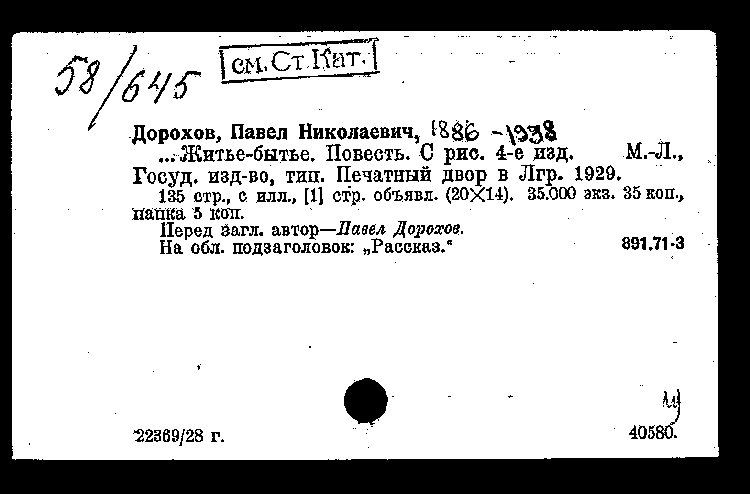 58/645
см. Ст. Кат.
Дорохов, Павел Николаевич, 1886 - 1938
...Житье-бытье. Повесть. С рис. 4-е изд. М.-Л.,
Госуд. изд-во, тип. Печатный двор в Лгр. 1929.
135 стр., с илл., [1] стр. объявл. (20×14). 35.000 экз. 35 коп.,
папка 5 коп.
Перед загл. автор—Павел Дорохов.
На обл. подзаголовок: „Рассказ.“ 891.71-3
22369/28 г. 40580.